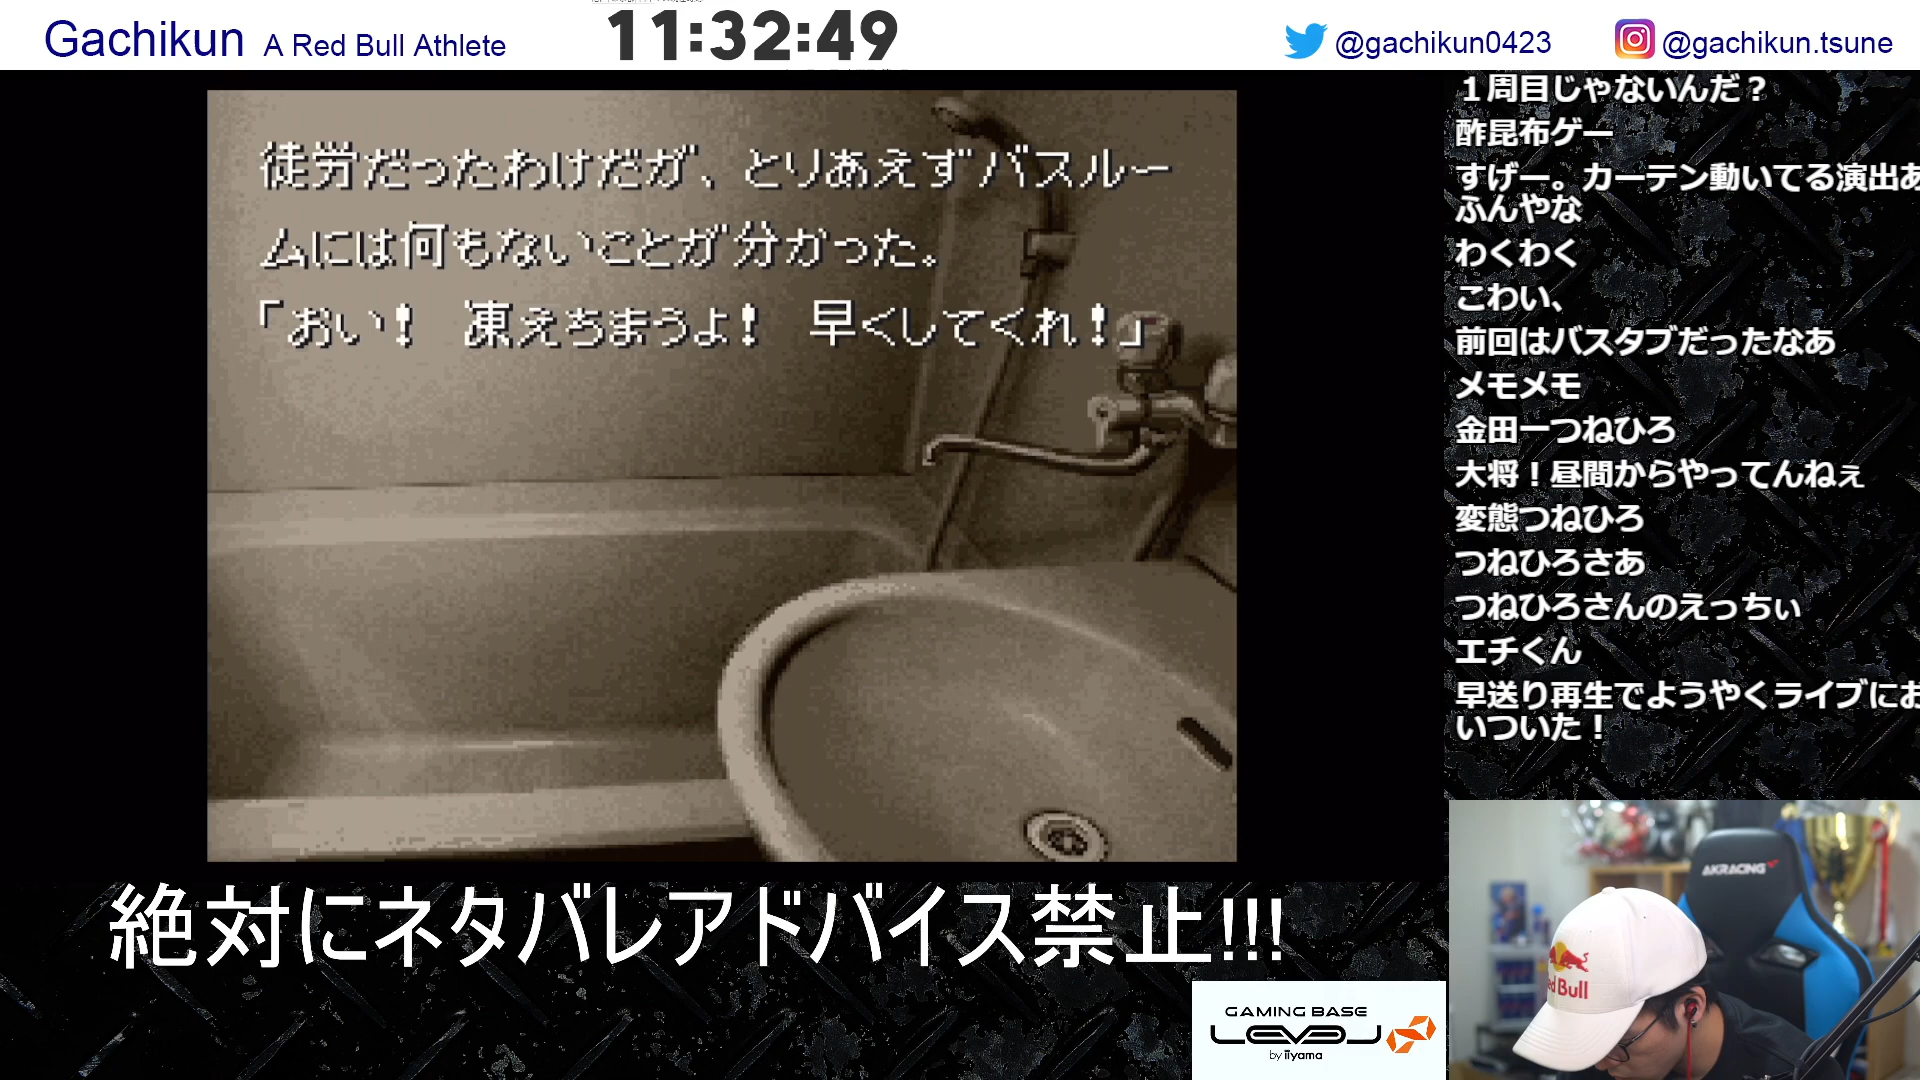 Gachikun A Red Bull Athlete
11:32:49
@gachikun0423
@gachikun.tsune
徒労だったわけだが、とりあえずバスルー
ムには何もないことが分かった。
「おい！　凍えちまうよ！　早くしてくれ！」
１周目じゃないんだ？
酢昆布ゲー
すげー。カーテン動いてる演出あ
ふんやな
わくわく
こわい、
前回はバスタブだったなあ
メモメモ
金田一つねひろ
大将！昼間からやってんねぇ
変態つねひろ
つねひろさあ
つねひろさんのえっちぃ
エチくん
早送り再生でようやくライブにお
いついた！
絶対にネタバレアドバイス禁止!!!
GAMING BASE
LEVEL∞
by iiyama
AKRACING
Red Bull